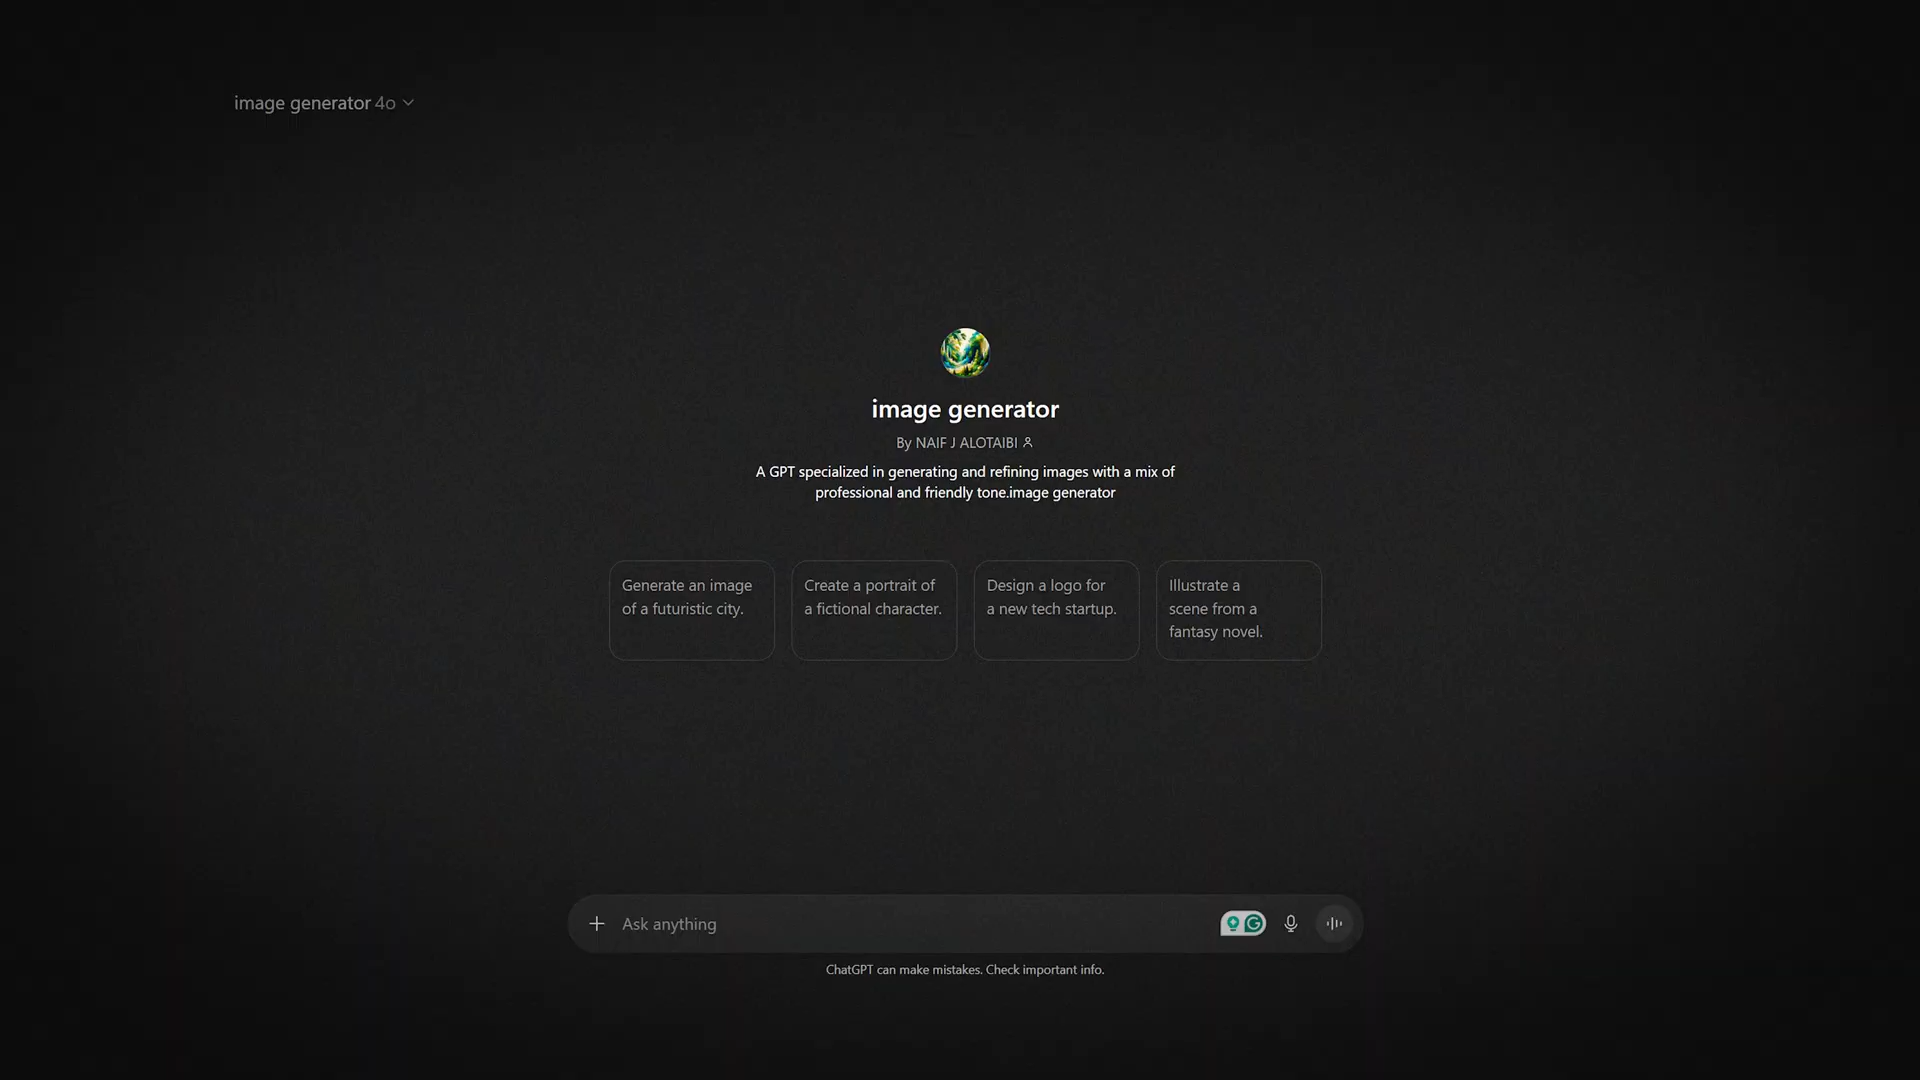 image generator 4o
image generator
By NAIF J ALOTAIBI
A GPT specialized in generating and refining images with a mix of
professional and friendly tone.image generator
Generate an image
of a futuristic city.
Create a portrait of
a fictional character.
Design a logo for
a new tech startup.
Illustrate a
scene from a
fantasy novel.
Ask anything
ChatGPT can make mistakes. Check important info.